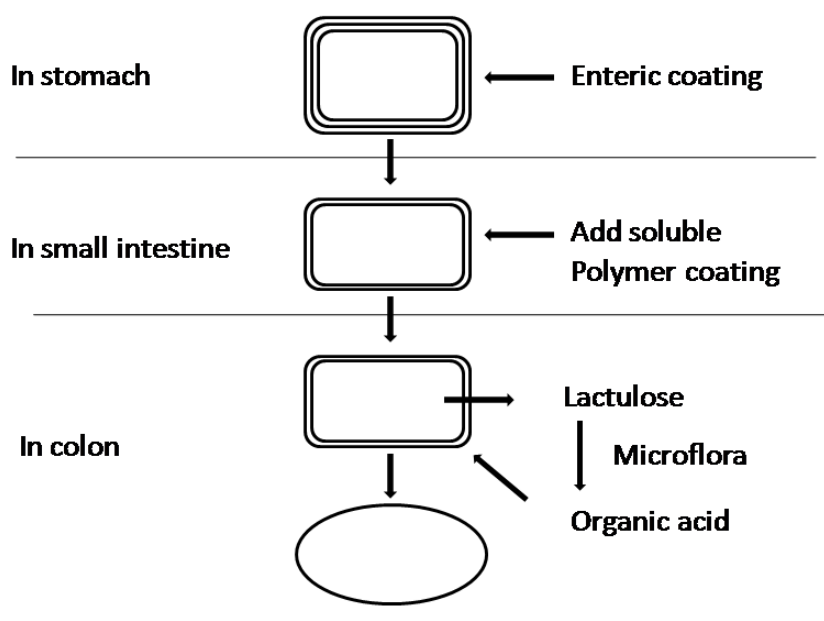 In stomach
Enteric coating
In small intestine
Add soluble
Polymer coating
In colon
Lactulose
Microflora
Organic acid